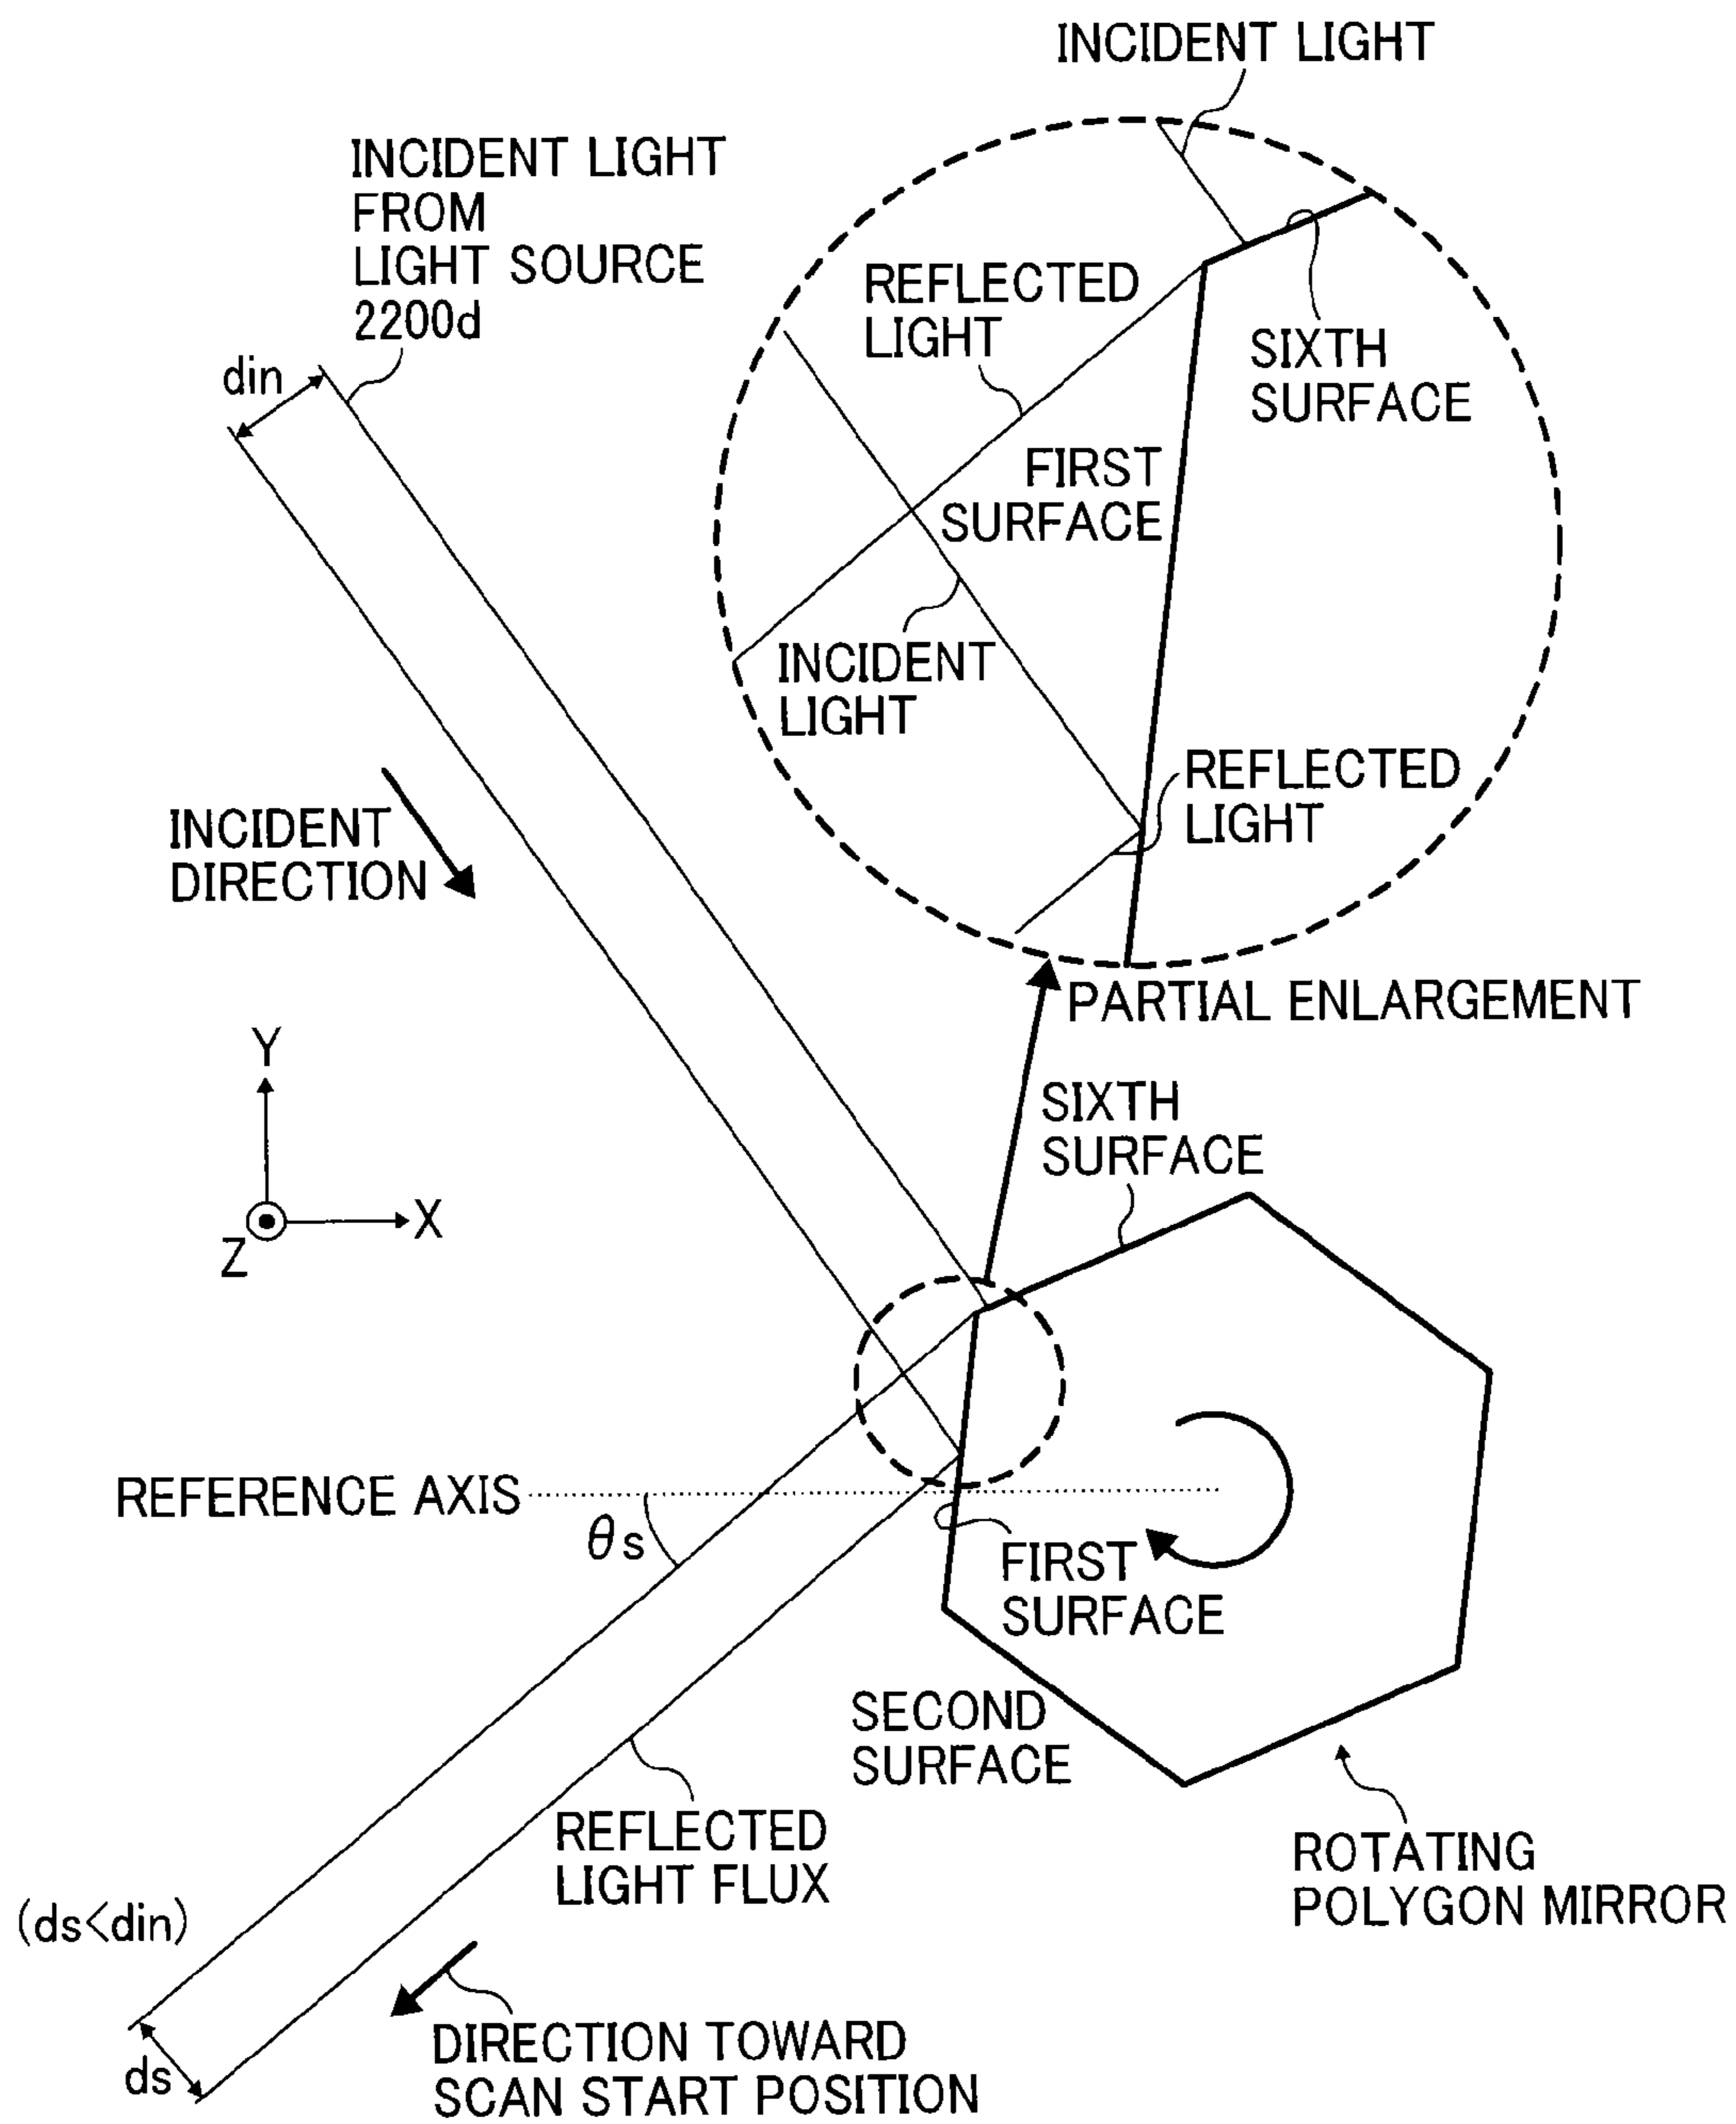 INCIDENT LIGHT
INCIDENT LIGHT
FROM
LIGHT SOURCE
2200d
din
REFLECTED
LIGHT
SIXTH
SURFACE
FIRST
SURFACE
INCIDENT
LIGHT
REFLECTED
LIGHT
INCIDENT
DIRECTION
PARTIAL ENLARGEMENT
Y
X
Z
SIXTH
SURFACE
REFERENCE AXIS
θs
FIRST
SURFACE
SECOND
SURFACE
REFLECTED
LIGHT FLUX
ROTATING
POLYGON MIRROR
(ds<din)
ds
DIRECTION TOWARD
SCAN START POSITION